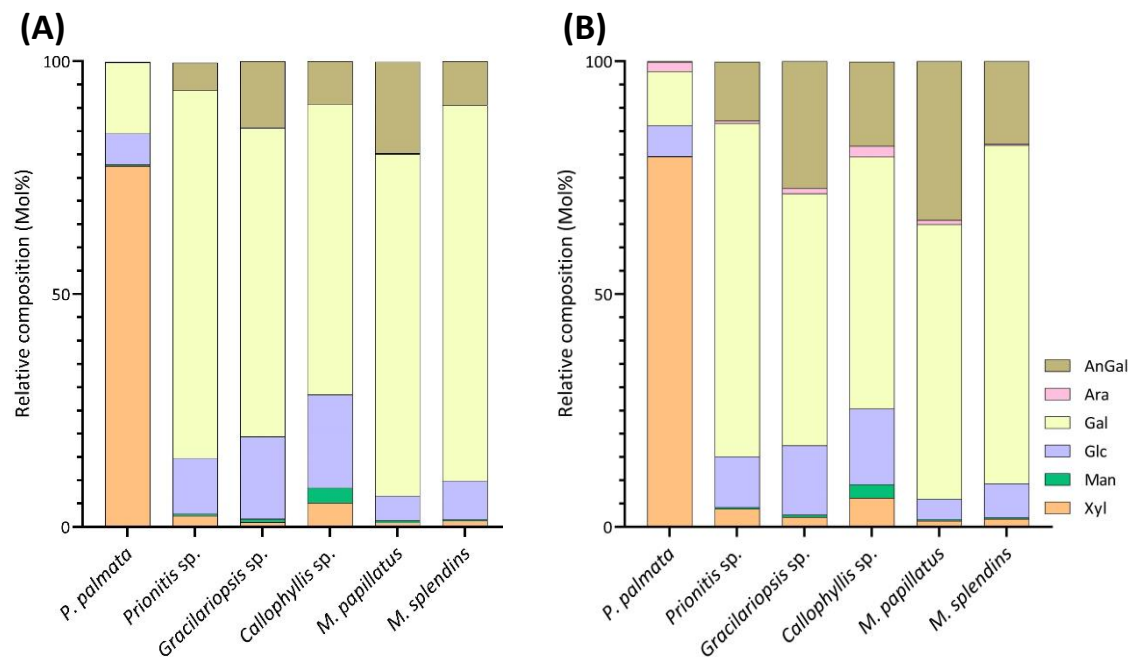 (A)
Relative composition (Mol%)
100
50
0
P. palmata
Prionitis sp.
Gracilariopsis sp.
Callophyllis sp.
M. papillatus
M. splendins
(B)
Relative composition (Mol%)
100
50
0
P. palmata
Prionitis sp.
Gracilariopsis sp.
Callophyllis sp.
M. papillatus
M. splendins
AnGal
Ara
Gal
Glc
Man
Xyl